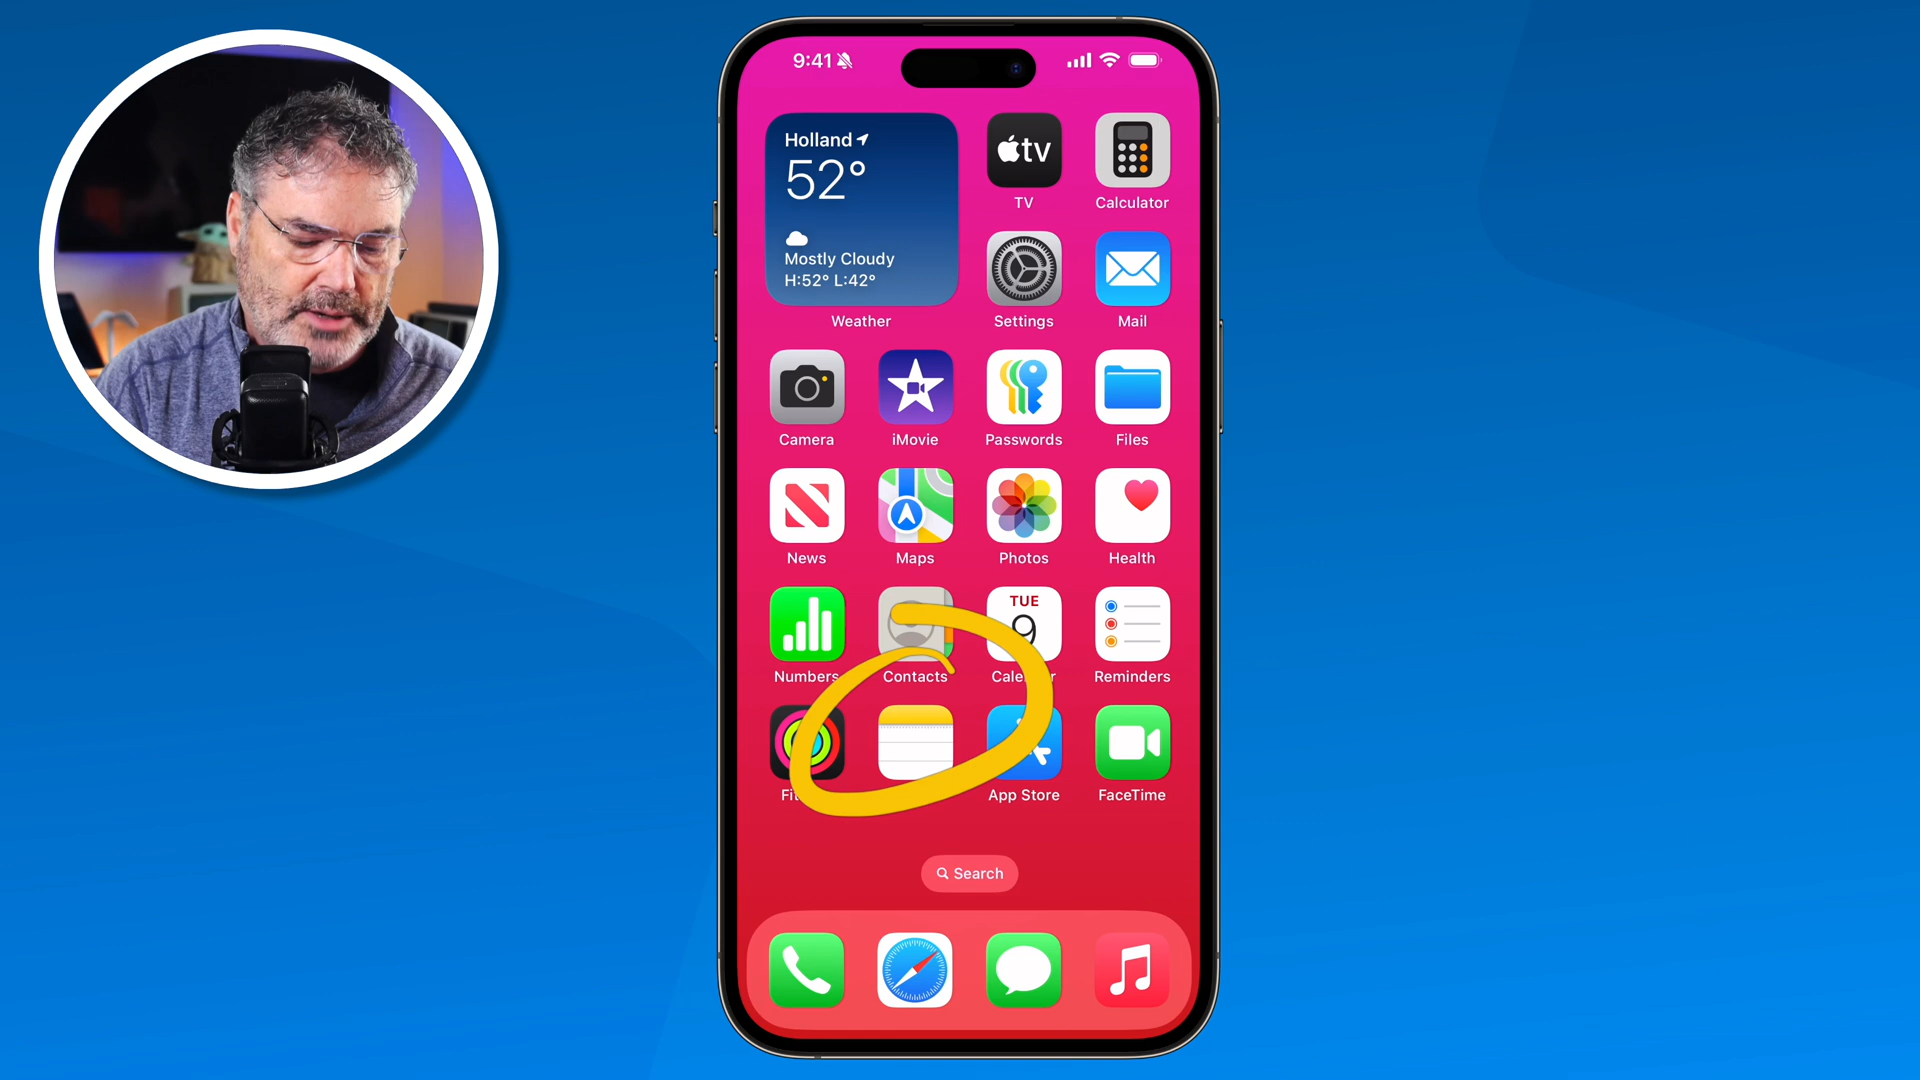 9:41
Holland
52°
Mostly Cloudy
H:52° L:42°
Weather
tv
TV
Calculator
Settings
Mail
Camera
iMovie
Passwords
Files
News
Maps
Photos
Health
TUE
9
Numbers
Contacts
Reminders
App Store
FaceTime
Search